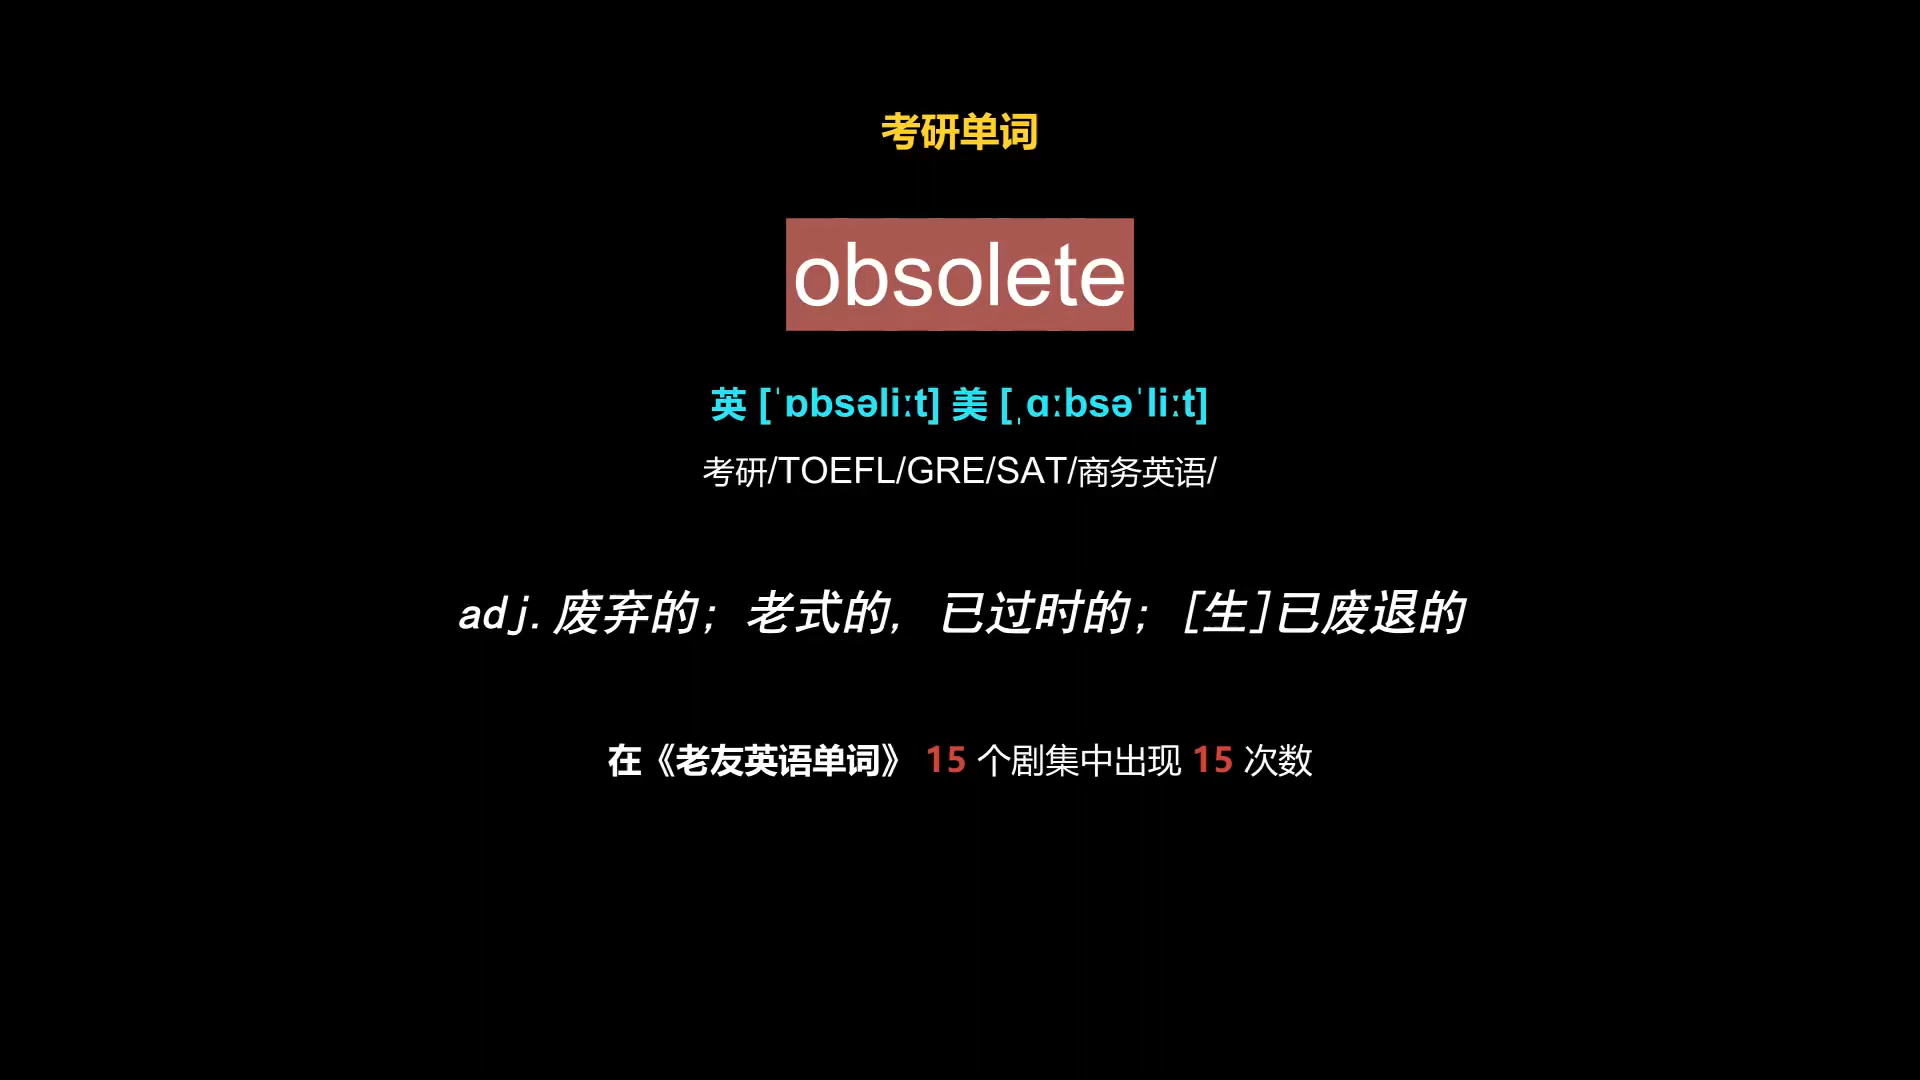 考研单词
obsolete
英 [ˈɒbsəliːt] 美 [ˌɑːbsəˈliːt]
考研/TOEFL/GRE/SAT/商务英语/
adj.废弃的；老式的，已过时的；[生]已废退的
在《老友英语单词》 15 个剧集中出现 15 次数